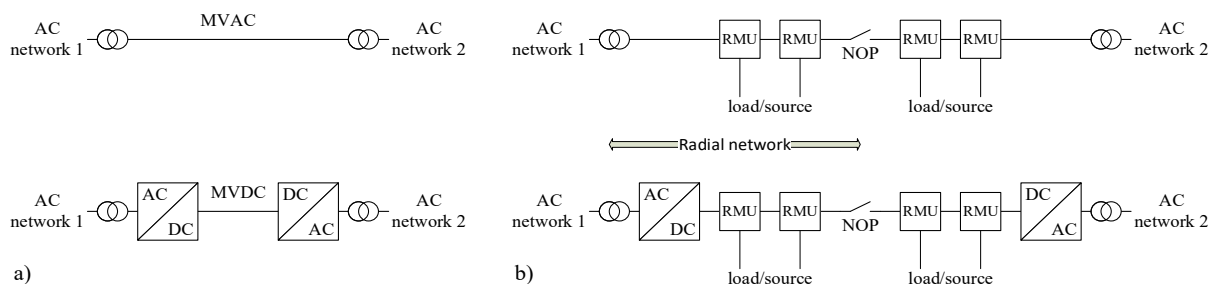 MVAC
AC
network 1
AC
network 2
MVDC
AC
network 1
AC
DC
DC
AC
AC
network 2
a)
AC
network 1
RMU
RMU
NOP
RMU
RMU
AC
network 2
load/source
load/source
Radial network
AC
network 1
AC
DC
RMU
RMU
NOP
RMU
RMU
DC
AC
AC
network 2
load/source
load/source
b)